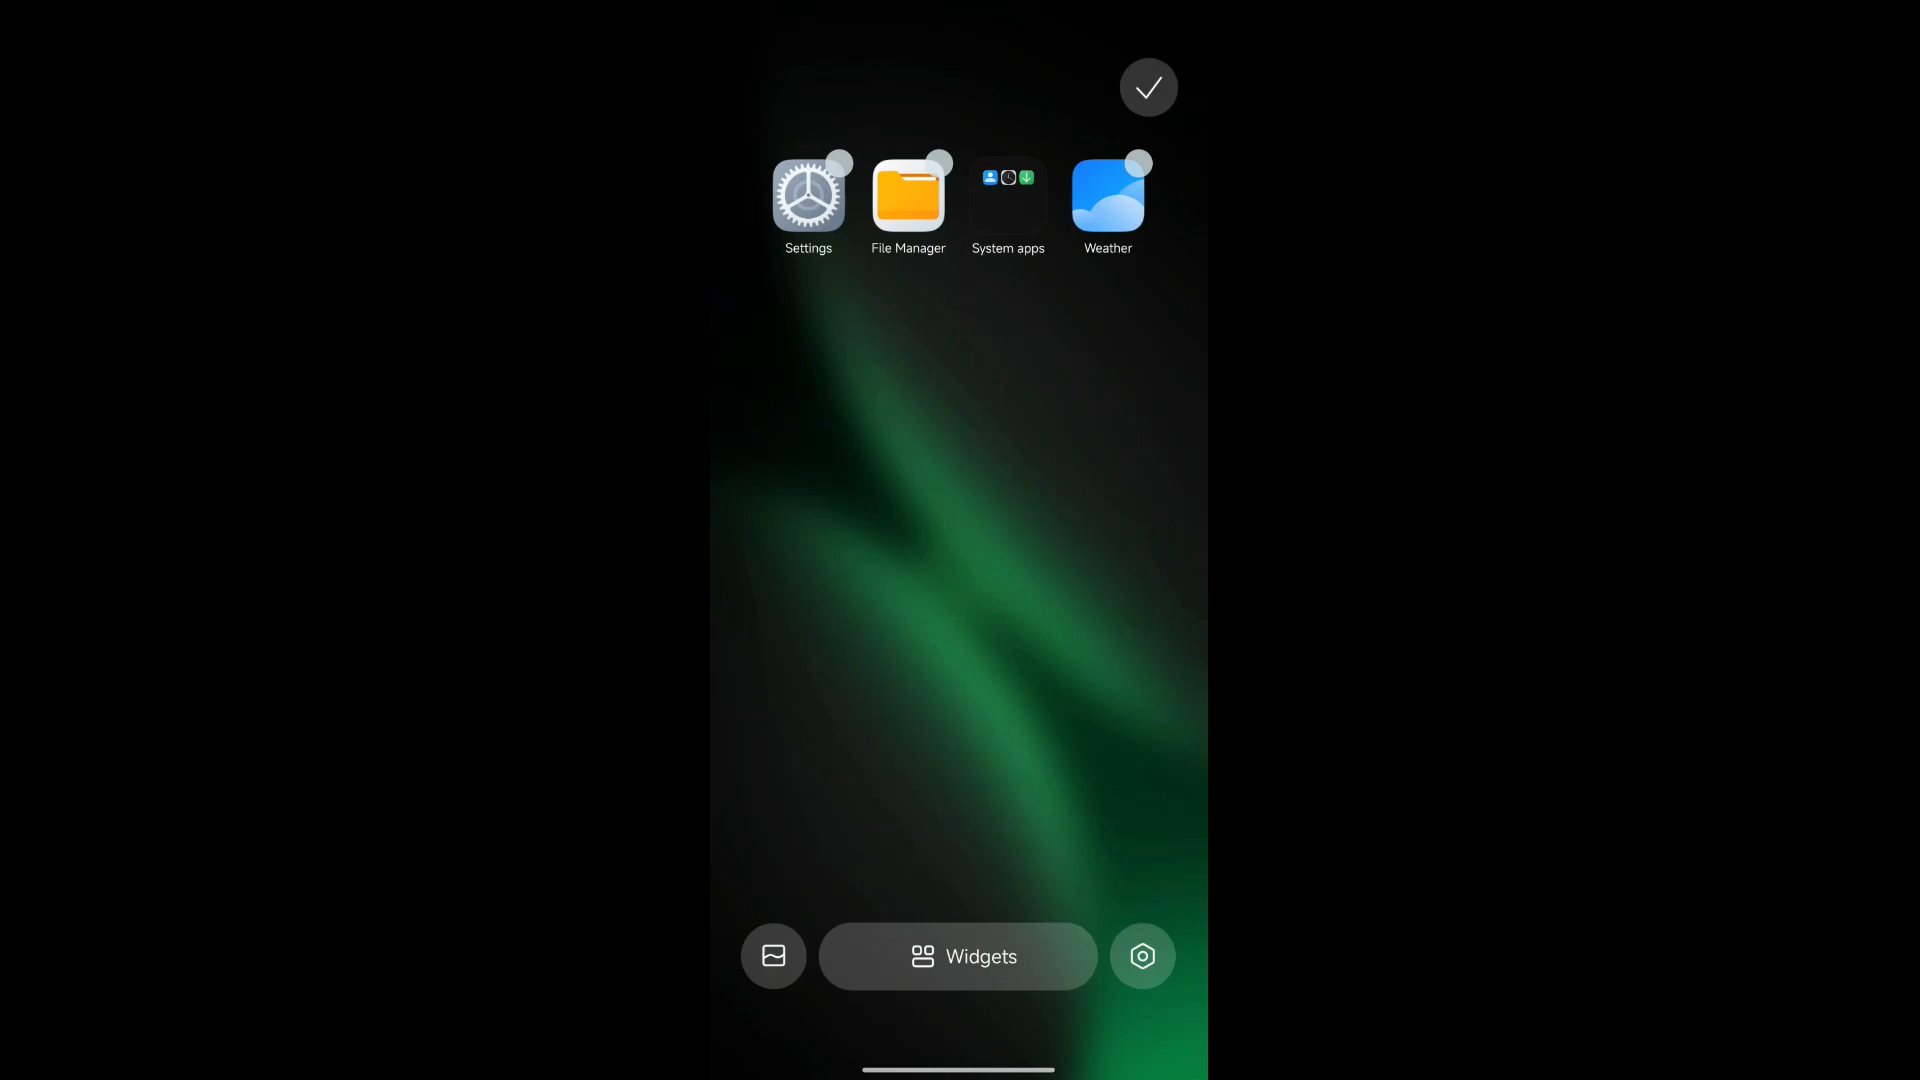 Settings
File Manager
System apps
Weather
Widgets